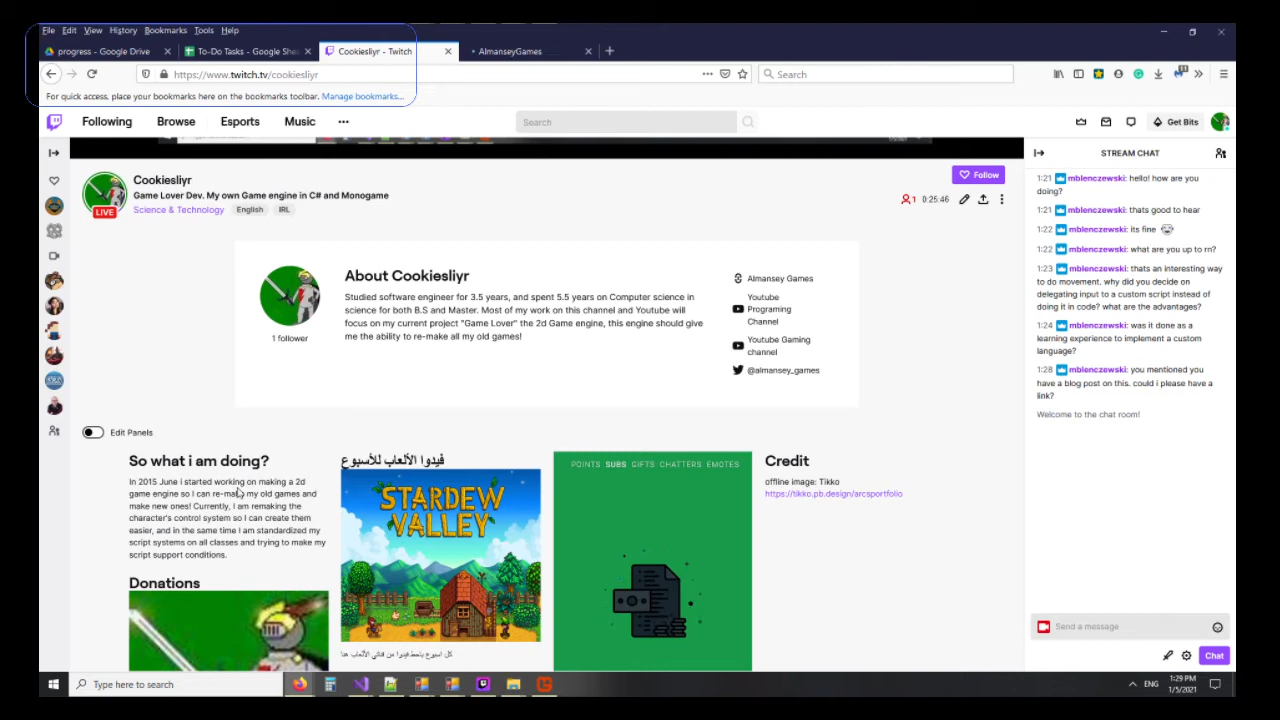 File Edit View History Bookmarks Tools Help
progress - Google Drive
To-Do Tasks - Google She
Cookiesliyr - Twitch
AlmanseyGames
https://www.twitch.tv/cookiesliyr
Search
For quick access, place your bookmarks here on the bookmarks toolbar. Manage bookmarks...
Following Browse Esports Music
Search
Get Bits
Cookiesliyr
Game Lover Dev. My own Game engine in C# and Monogame
Science & Technology English IRL
LIVE
Follow
1 0:25:46
About Cookiesliyr
Studied software engineer for 3.5 years, and spent 5.5 years on Computer science in
science for both B.S and Master. Most of my work on this channel and Youtube will
focus on my current project "Game Lover" the 2d Game engine, this engine should give
me the ability to re-make all my old games!
1 follower
Almansey Games
Youtube
Programing
Channel
Youtube Gaming
channel
@almansey_games
Edit Panels
So what i am doing?
In 2015 June i started working on making a 2d
game engine so I can re-make my old games and
make new ones! Currently, I am remaking the
character's control system so I can create them
easier, and in the same time I am standardized my
script systems on all classes and trying to make my
script support conditions.
Donations
فيدوا الألعاب للأسبوع
STARDEW
VALLEY
كل اسبوع باحط فيدوا من قناتي الألعاب هنا
POINTS SUBS GIFTS CHATTERS EMOTES
Credit
offline image: Tikko
https://tikko.pb.design/arcsportfolio
STREAM CHAT
1:21 mblenczewski: hello! how are you
doing?
1:21 mblenczewski: thats good to hear
1:22 mblenczewski: its fine
1:22 mblenczewski: what are you up to rn?
1:23 mblenczewski: thats an interesting way
to do movement. why did you decide on
delegating input to a custom script instead of
doing it in code? what are the advantages?
1:24 mblenczewski: was it done as a
learning experience to implement a custom
language?
1:28 mblenczewski: you mentioned you
have a blog post on this. could i please have a
link?
Welcome to the chat room!
Send a message
Chat
Type here to search
ENG
1:29 PM
1/5/2021